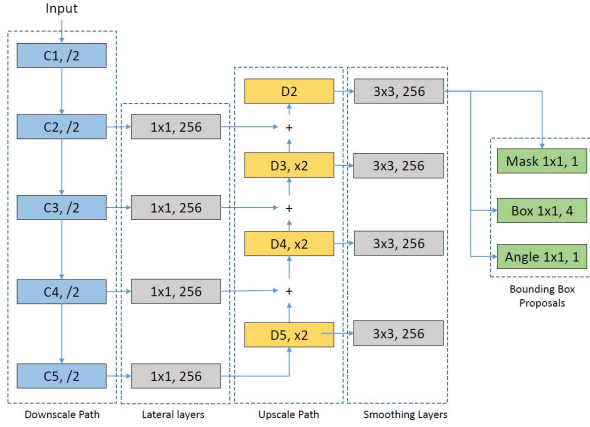 Input
C1, /2
D2
3x3, 256
C2, /2
1x1, 256
+
D3, x2
3x3, 256
Mask 1x1, 1
C3, /2
1x1, 256
+
Box 1x1, 4
D4, x2
3x3, 256
Angle 1x1, 1
C4, /2
1x1, 256
+
Bounding Box
Proposals
D5, x2
3x3, 256
C5, /2
1x1, 256
Downscale Path
Lateral layers
Upscale Path
Smoothing Layers